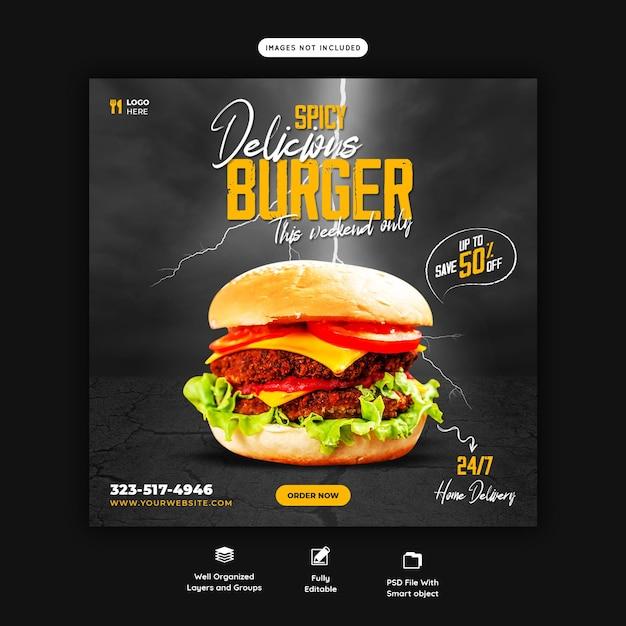 IMAGES NOT INCLUDED
LOGO
HERE
SPICY
Delicious
BURGER
This weekend only
UP TO
SAVE 50% OFF
24/7
Home Delivery
323-517-4946
WWW.YOURWEBSITE.COM
ORDER NOW
Well Organized
Layers and Groups
Fully
Editable
PSD File With
Smart object